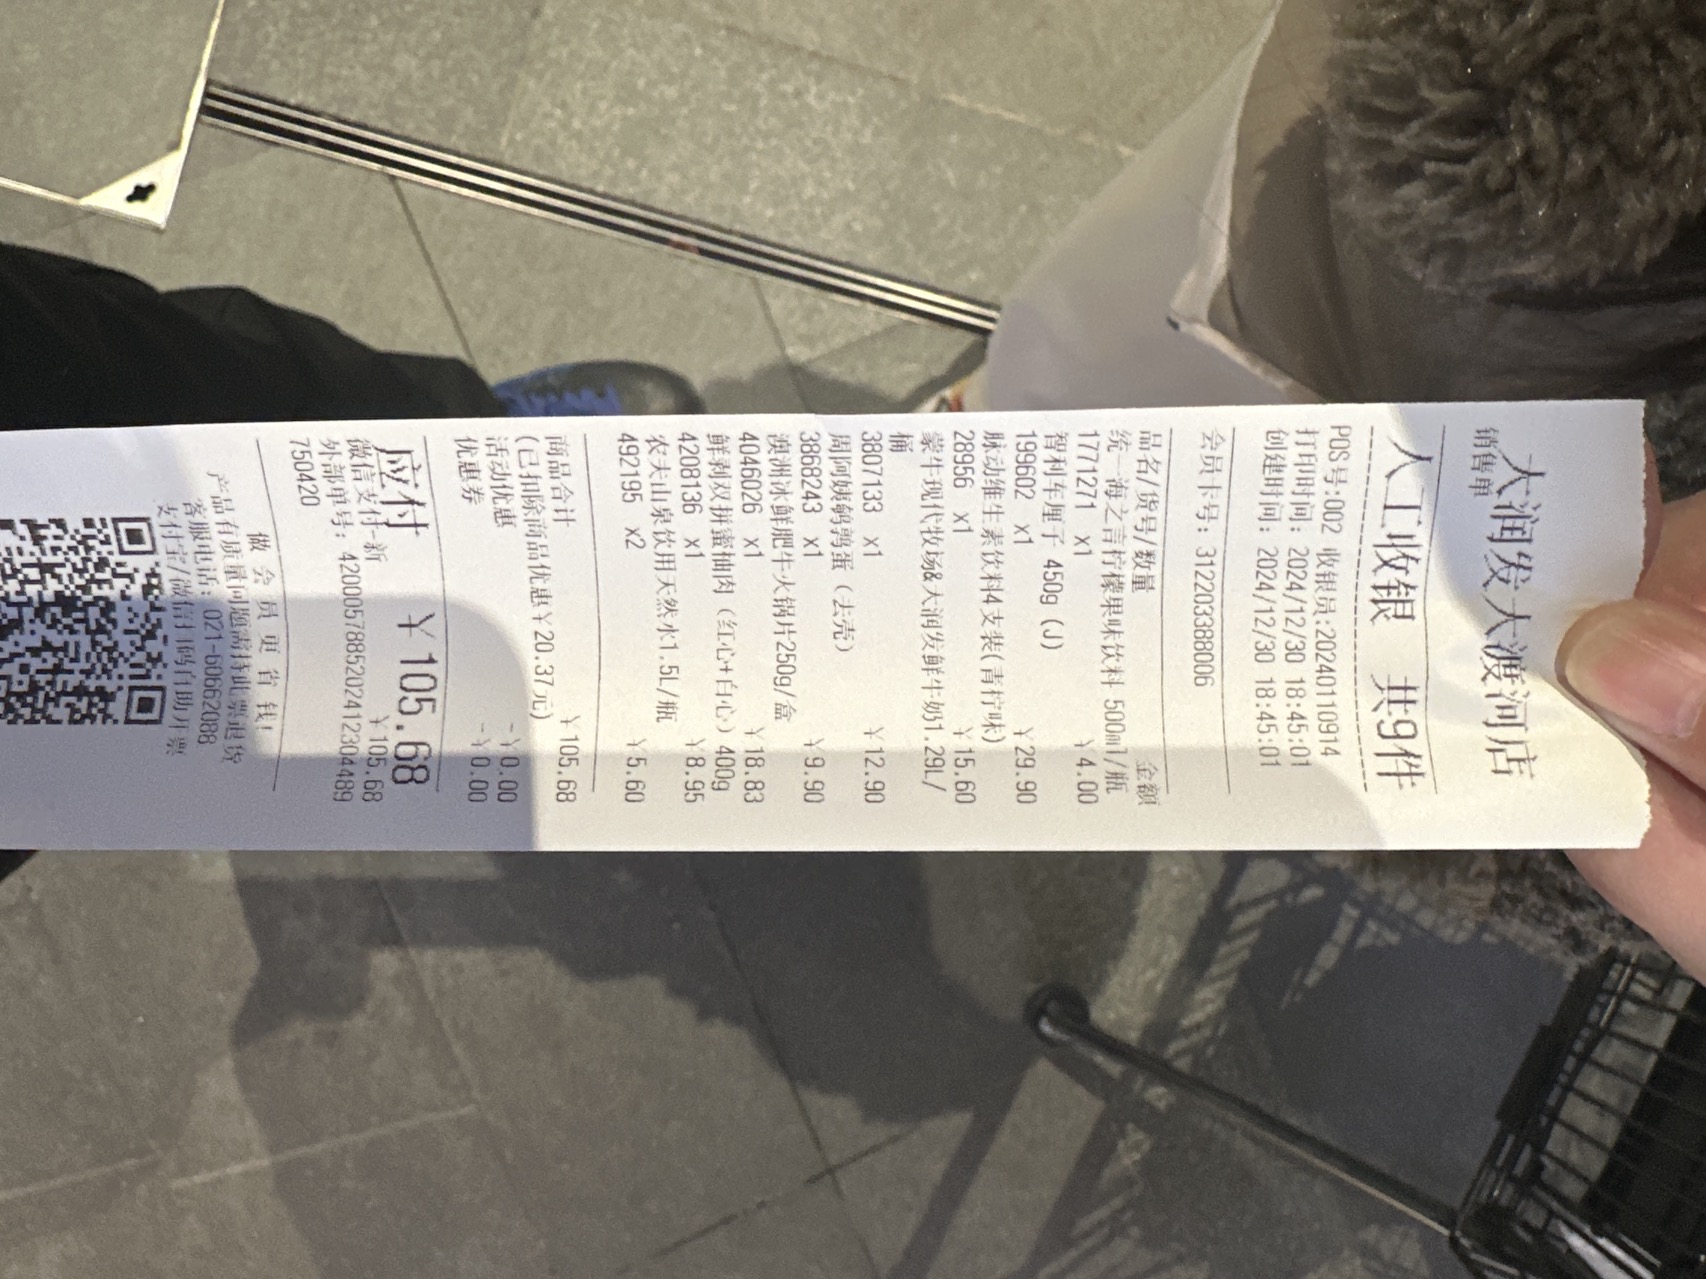 大润发大渡河店
销售单
人工收银 共9件
POS号:002 收银员:20240110914
打印时间: 2024/12/30 18:45:01
创建时间: 2024/12/30 18:45:01
会员卡号: 3122033888006
品名/货号/数量 金额
统一海之言柠檬果味饮料 500ml/瓶
1771271 x1 ￥4.00
智利车厘子 450g (J)
199602 x1 ￥29.90
脉动维生素饮料4支装(青柠味)
28956 x1 ￥15.60
蒙牛现代牧场&大润发鲜牛奶1.29L/
桶
3807133 x1 ￥12.90
周阿姨鹌鹑蛋（去壳）
3868243 x1 ￥9.90
澳洲冰鲜肥牛火锅片250g/盒
4046026 x1 ￥18.83
鲜剥双拼蜜柚肉（红心+白心）400g
4208136 x1 ￥8.95
农夫山泉饮用天然水1.5L/瓶
492195 x2 ￥5.60
商品合计 ￥105.68
(已扣除商品优惠￥20.37元)
活动优惠 -￥0.00
优惠券 -￥0.00
应付 ￥105.68
微信支付-新 ￥105.68
外部单号: 4200057885202412304489
750420
做会员更省钱!
产品有质量问题需持此票退货
客服电话: 021-60662088
支付宝/微信扫码自助开票